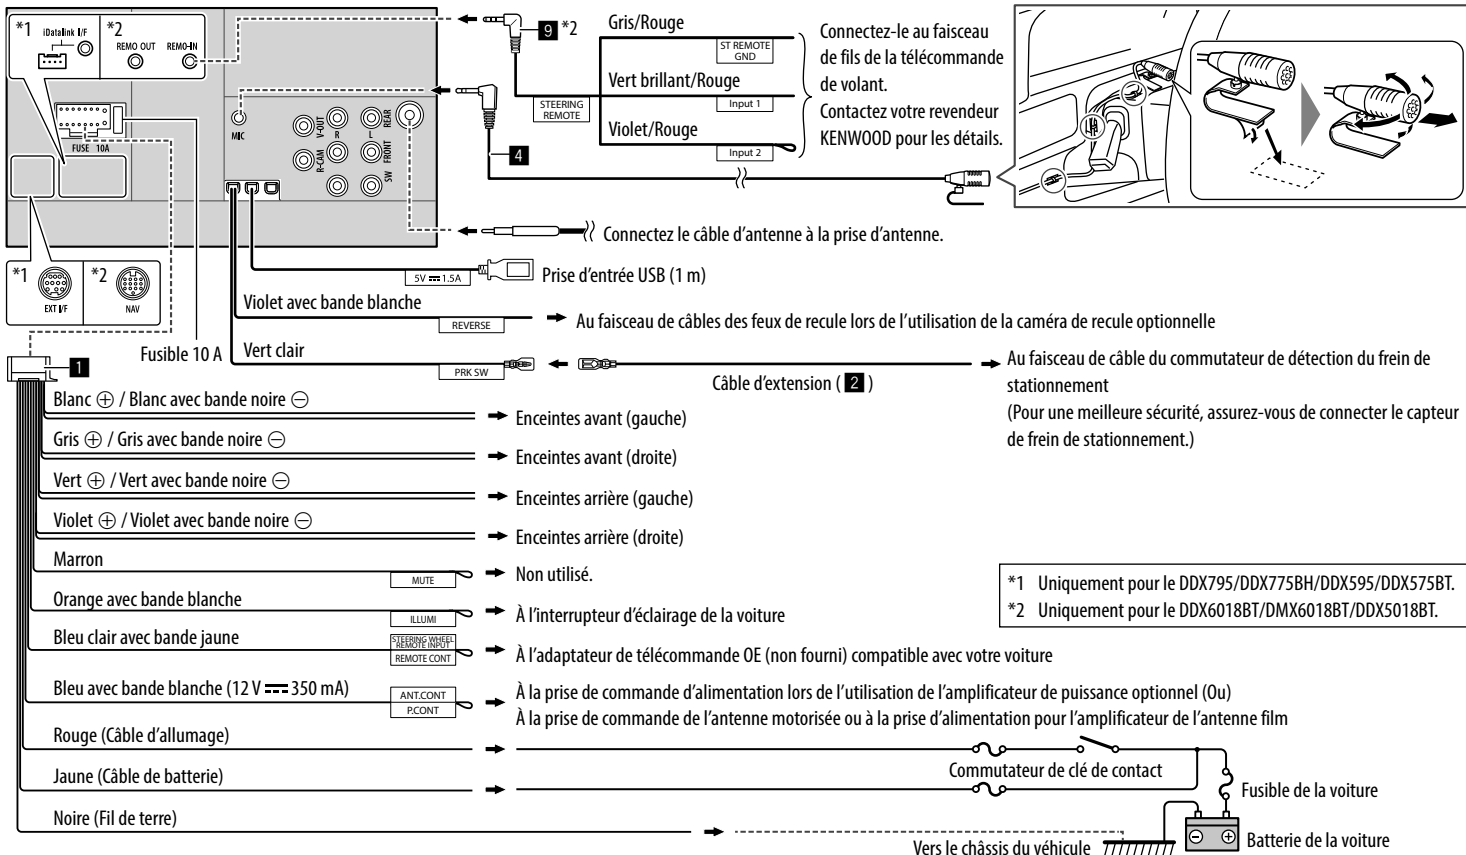 *1
iDatalink I/F
*2
REMO OUT
REMO-IN
FUSE 10A
MIC
V-OUT
R-CAM
R
L
REAR
FRONT
SW
*1
EXT I/F
*2
NAV
Fusible 10 A
9 *2
STEERING
REMOTE
Gris/Rouge
ST REMOTE
GND
Vert brillant/Rouge
Input 1
Violet/Rouge
Input 2
Connectez-le au faisceau
de fils de la télécommande
de volant.
Contactez votre revendeur
KENWOOD pour les détails.
4
Connectez le câble d’antenne à la prise d’antenne.
5V 1.5A
Prise d’entrée USB (1 m)
Violet avec bande blanche
REVERSE
Au faisceau de câbles des feux de recule lors de l’utilisation de la caméra de recule optionnelle
Vert clair
PRK SW
Câble d’extension ( 2 )
Au faisceau de câble du commutateur de détection du frein de
stationnement
(Pour une meilleure sécurité, assurez-vous de connecter le capteur
de frein de stationnement.)
1
Blanc ⊕ / Blanc avec bande noire ⊖
Enceintes avant (gauche)
Gris ⊕ / Gris avec bande noire ⊖
Enceintes avant (droite)
Vert ⊕ / Vert avec bande noire ⊖
Enceintes arrière (gauche)
Violet ⊕ / Violet avec bande noire ⊖
Enceintes arrière (droite)
Marron
MUTE
Non utilisé.
Orange avec bande blanche
ILLUMI
À l’interrupteur d’éclairage de la voiture
Bleu clair avec bande jaune
STEERING WHEEL
REMOTE INPUT
REMOTE CONT
À l’adaptateur de télécommande OE (non fourni) compatible avec votre voiture
Bleu avec bande blanche (12 V 350 mA)
ANT.CONT
P.CONT
À la prise de commande d’alimentation lors de l’utilisation de l’amplificateur de puissance optionnel (Ou)
À la prise de commande de l’antenne motorisée ou à la prise d’alimentation pour l’amplificateur de l’antenne film
Rouge (Câble d’allumage)
Commutateur de clé de contact
Jaune (Câble de batterie)
Fusible de la voiture
Noire (Fil de terre)
Vers le châssis du véhicule
⊖ ⊕
Batterie de la voiture
*1 Uniquement pour le DDX795/DDX775BH/DDX595/DDX575BT.
*2 Uniquement pour le DDX6018BT/DMX6018BT/DDX5018BT.